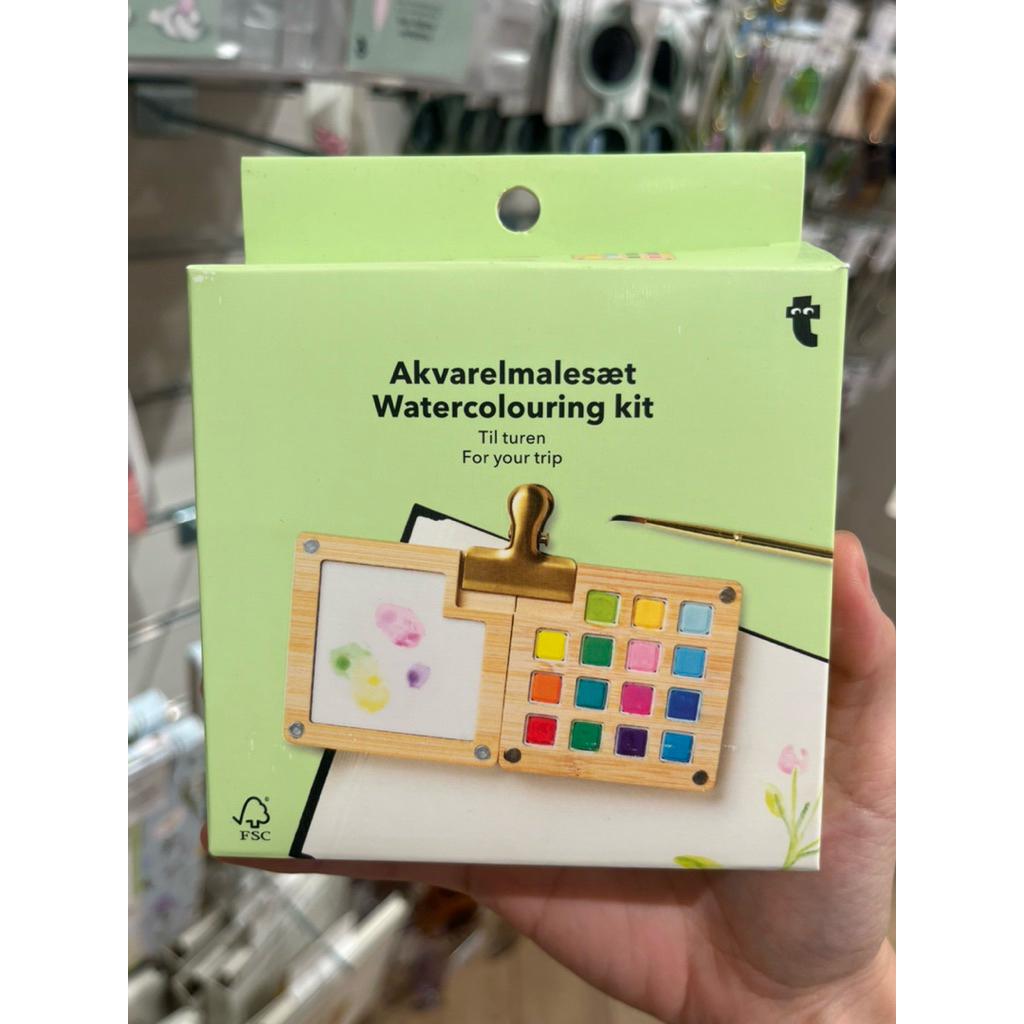 t
Akvarelmalesæt
Watercolouring kit
Til turen
For your trip
FSC